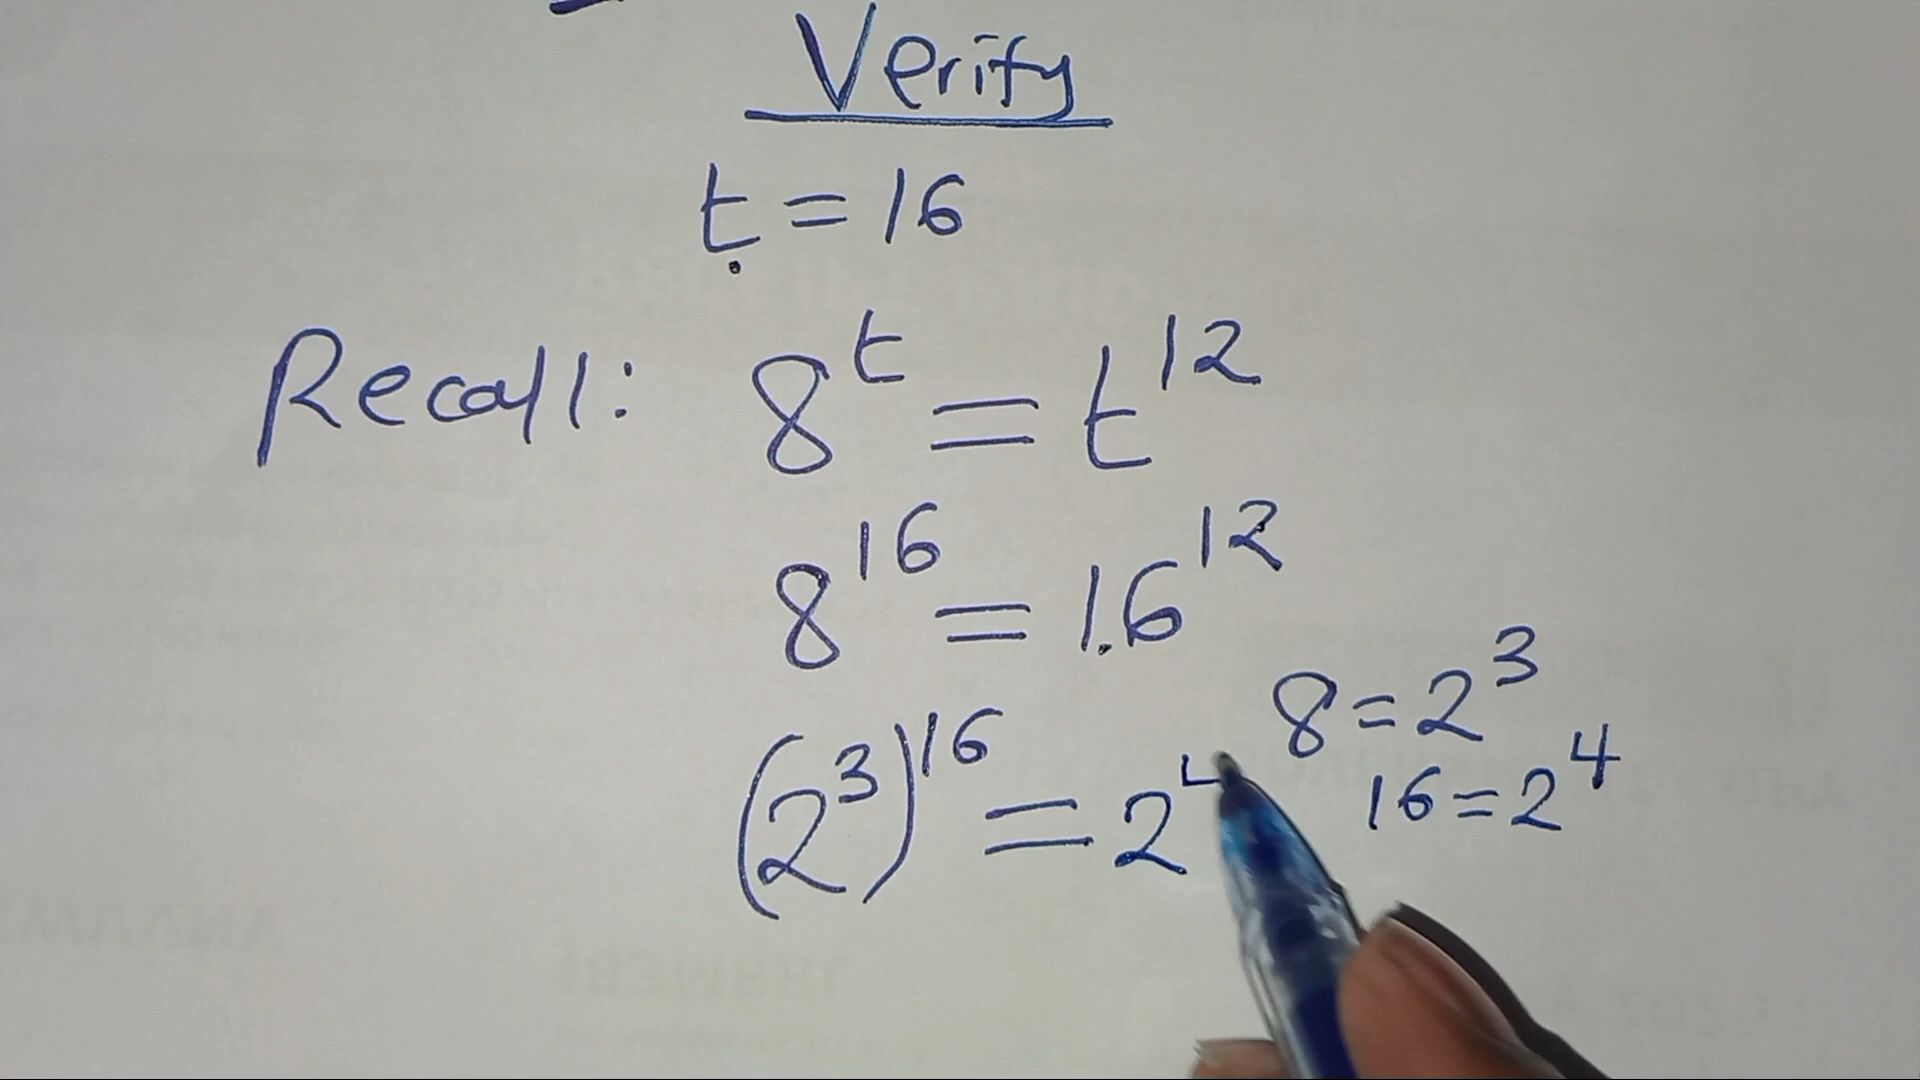 Verify
t = 16
Recall: 8^t = t^12
8^16 = 16^12
8 = 2^3
(2^3)^16 = 2^4
16 = 2^4